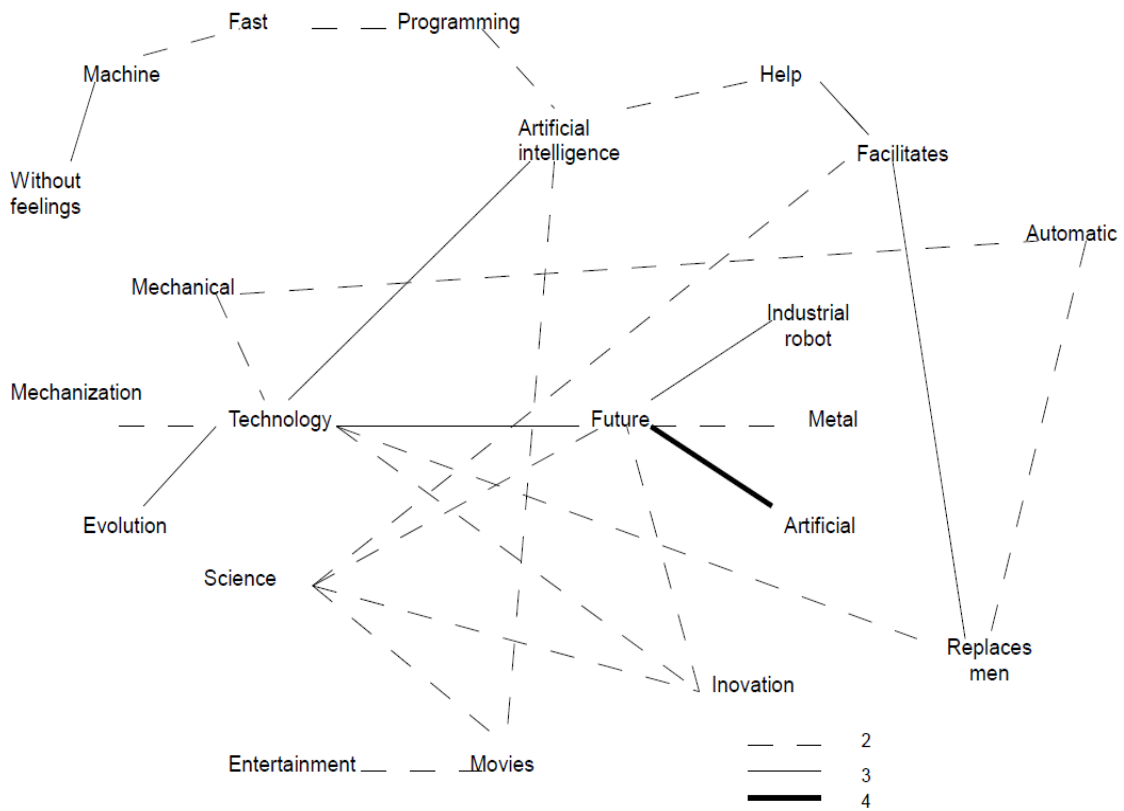 Fast
Programming
Machine
Help
Artificial
intelligence
Facilitates
Without
feelings
Automatic
Mechanical
Industrial
robot
Mechanization
Technology
Future
Metal
Evolution
Artificial
Science
Replaces
men
Inovation
Entertainment
Movies
2
3
4